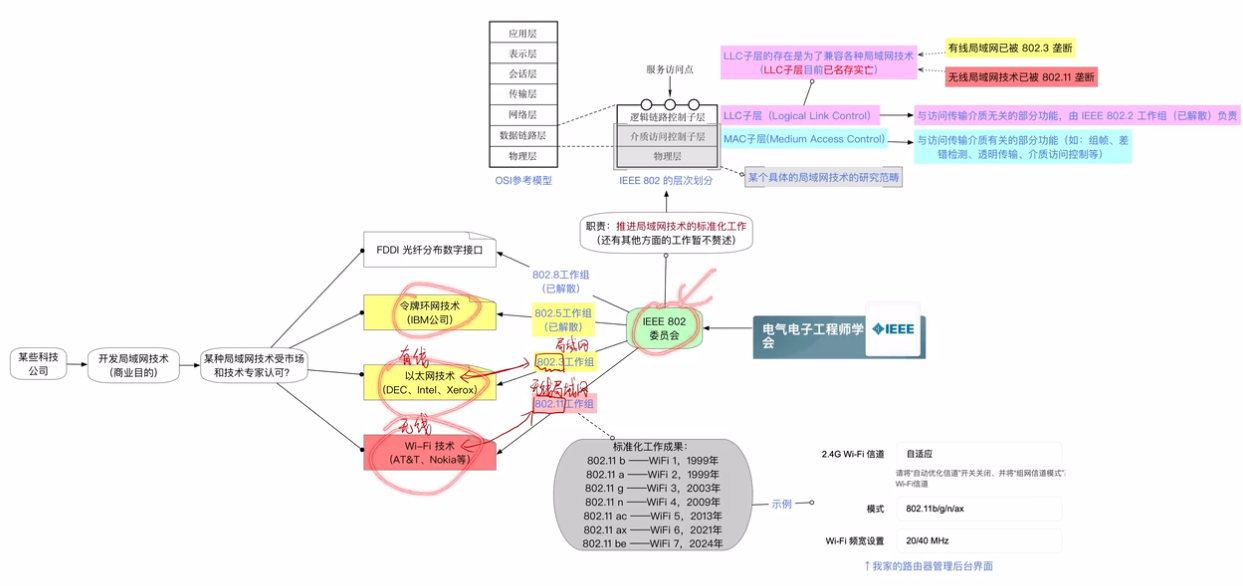 应用层
表示层
会话层
传输层
网络层
数据链路层
物理层
OSI参考模型
服务访问点
逻辑链路控制子层
介质访问控制子层
物理层
IEEE 802 的层次划分
LLC子层的存在是为了兼容各种局域网技术
(LLC子层目前已名存实亡)
有线局域网已被 802.3 垄断
无线局域网技术已被 802.11 垄断
LLC子层 (Logical Link Control)
与访问传输介质无关的部分功能，由 IEEE 802.2 工作组（已解散）负责
MAC子层(Medium Access Control)
与访问传输介质有关的部分功能（如：组帧、差
错检测、透明传输、介质访问控制等）
某个具体的局域网技术的研究范畴
职责：推进局域网技术的标准化工作
（还有其他方面的工作暂不赘述）
FDDI 光纤分布数字接口
802.8工作组
（已解散）
令牌环网技术
(IBM公司)
802.5工作组
（已解散）
IEEE 802
委员会
电气电子工程师学
会
IEEE
某些科技
公司
开发局域网技术
（商业目的）
某种局域网技术受市场
和技术专家认可？
有线
以太网技术
(DEC、Intel、Xerox)
局域网
802.3工作组
无线局域网
802.11工作组
无线
Wi-Fi 技术
(AT&T、Nokia等)
标准化工作成果：
802.11 b ——WiFi 1，1999年
802.11 a ——WiFi 2，1999年
802.11 g ——WiFi 3，2003年
802.11 n ——WiFi 4，2009年
802.11 ac ——WiFi 5，2013年
802.11 ax ——WiFi 6，2021年
802.11 be ——WiFi 7，2024年
示例
2.4G Wi-Fi 信道
自适应
请将“自动优化信道”开关关闭、并将“组网信道模式”
Wi-Fi信道
模式
802.11b/g/n/ax
Wi-Fi 频宽设置
20/40 MHz
↑我家的路由器管理后台界面